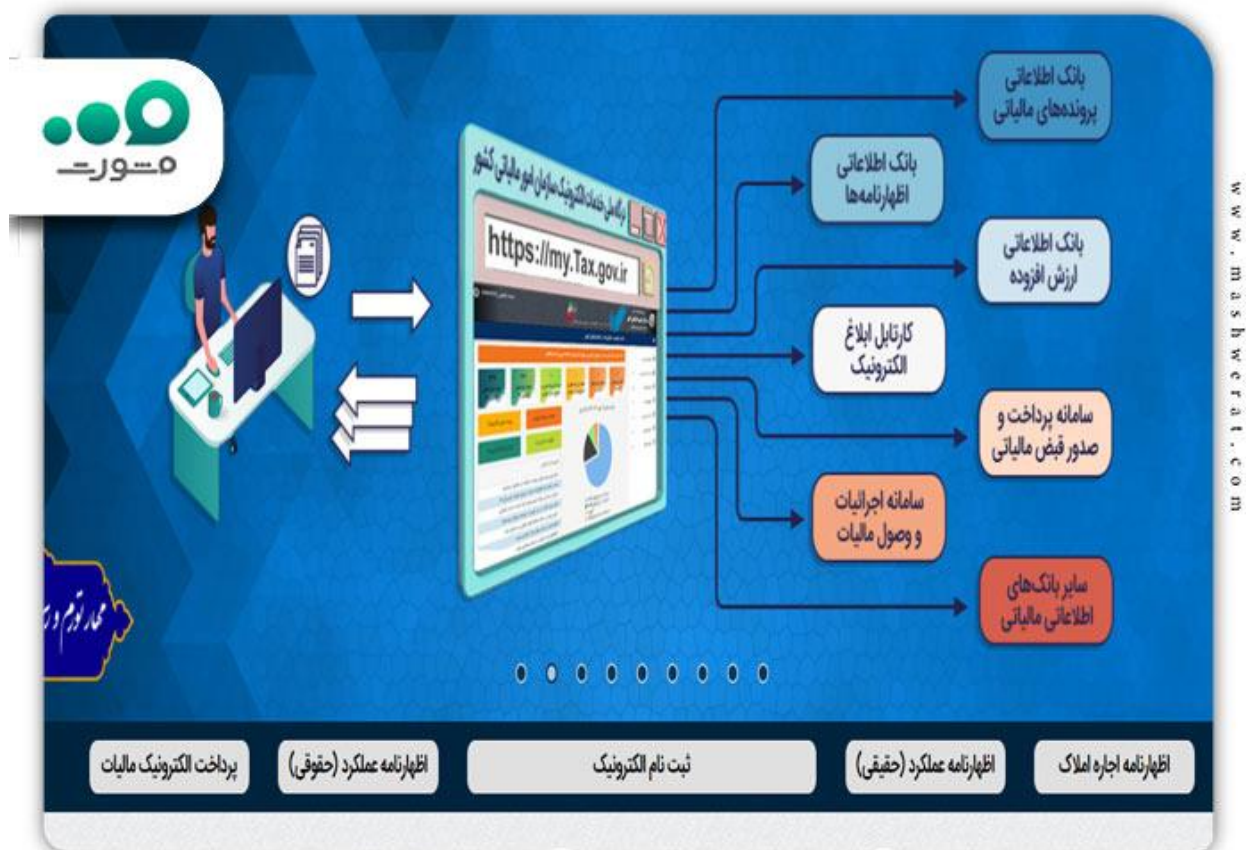 مشورت
درگاه ملی خدمات الکترونیک سازمان امور مالیاتی کشور
https://my.Tax.gov.ir
بانک اطلاعاتی
پرونده‌های مالیاتی
بانک اطلاعاتی
اظهارنامه‌ها
بانک اطلاعاتی
ارزش افزوده
کارتابل ابلاغ
الکترونیک
سامانه پرداخت و
صدور قبض مالیاتی
سامانه اجرائیات
و وصول مالیات
سایر بانک‌های
اطلاعاتی مالیاتی
مهار تورم و
اظهارنامه اجاره املاک
اظهارنامه عملکرد (حقیقی)
ثبت نام الکترونیک
اظهارنامه عملکرد (حقوقی)
پرداخت الکترونیک مالیات
www.mashwerat.com